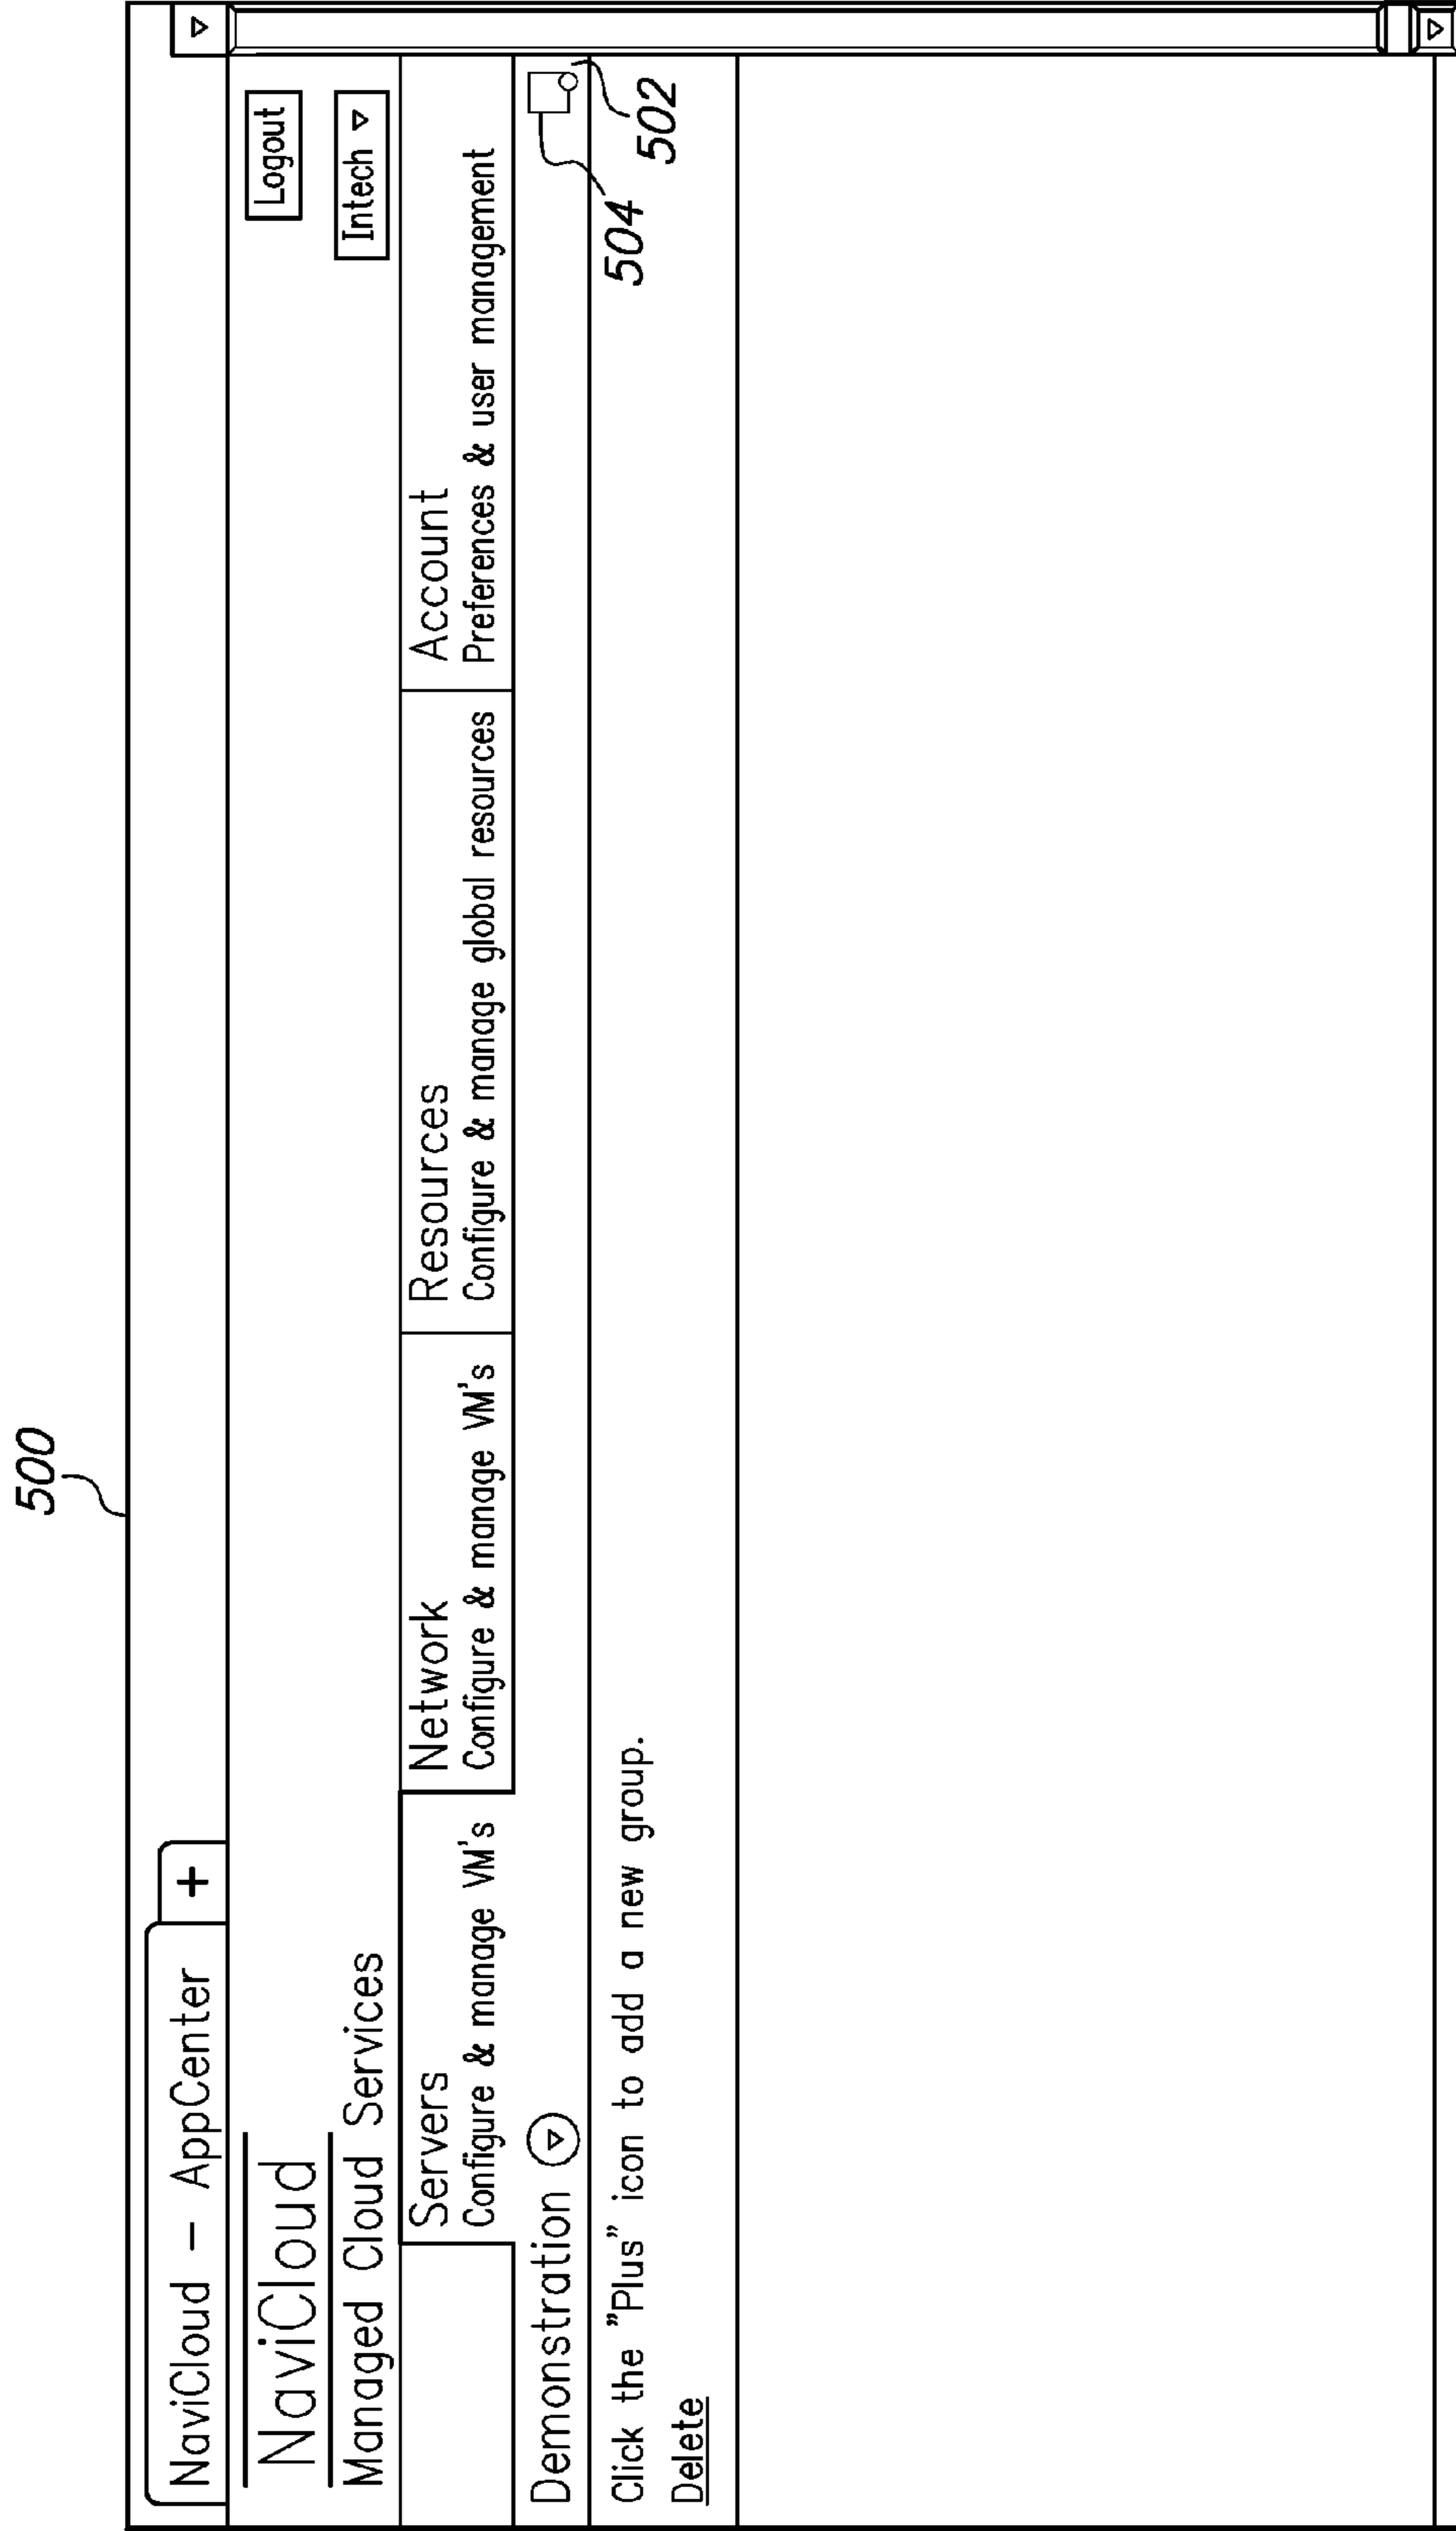 500
NaviCloud – AppCenter +
NaviCloud
Logout
Managed Cloud Services
Intech
Servers
Configure & manage VM's
Network
Configure & manage VM's
Resources
Configure & manage global resources
Account
Preferences & user management
Demonstration
Click the "Plus" icon to add a new group.
504
502
Delete